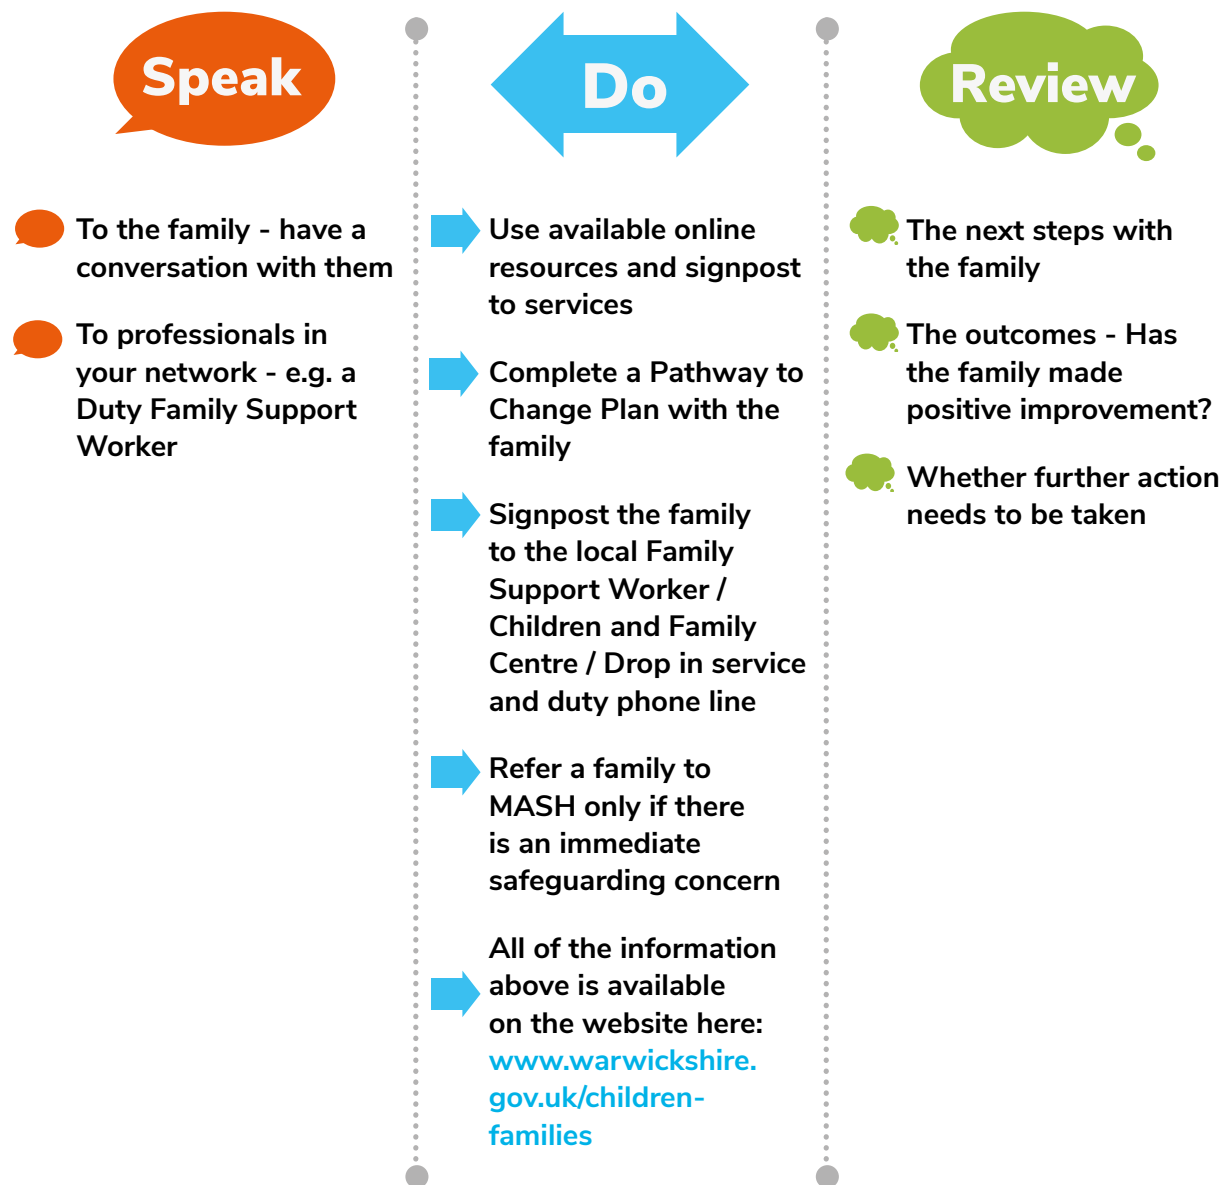 Speak
To the family - have a
conversation with them
To professionals in
your network - e.g. a
Duty Family Support
Worker
Do
Use available online
resources and signpost
to services
Complete a Pathway to
Change Plan with the
family
Signpost the family
to the local Family
Support Worker /
Children and Family
Centre / Drop in service
and duty phone line
Refer a family to
MASH only if there
is an immediate
safeguarding concern
All of the information
above is available
on the website here:
www.warwickshire.
gov.uk/children-
families
Review
The next steps with
the family
The outcomes - Has
the family made
positive improvement?
Whether further action
needs to be taken